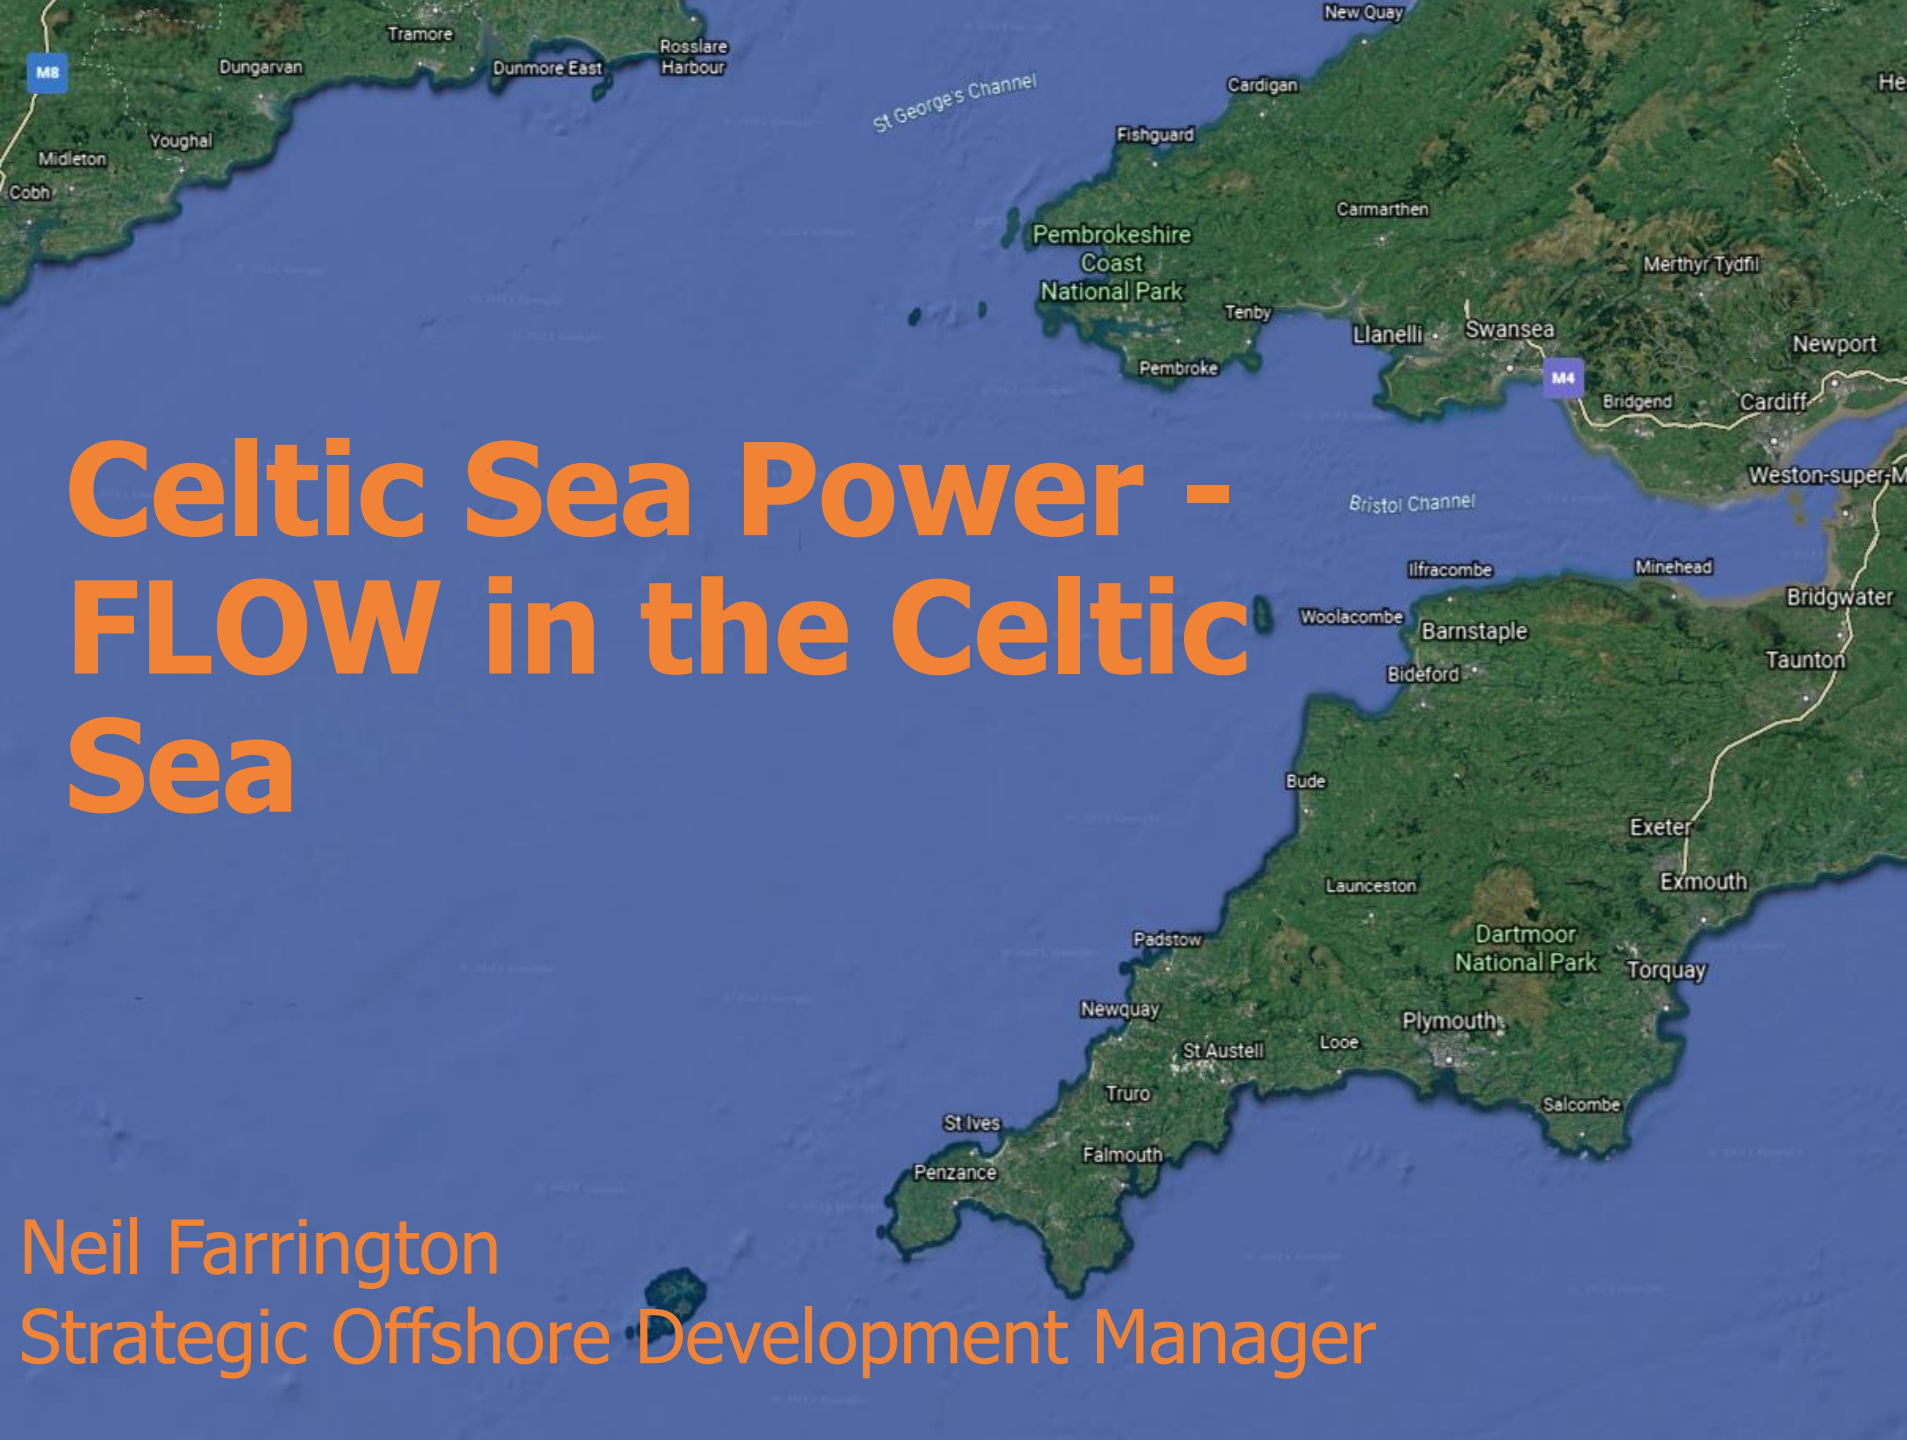 New Quay
Tramore
Rosslare
Harbour
M8
Dungarvan
Dunmore East
St George's Channel
Cardigan
He
Youghal
Fishguard
Midleton
Cobh
Carmarthen
Pembrokeshire
Coast
National Park
Merthyr Tydfil
Tenby
Llanelli
Swansea
Newport
Pembroke
M4
Bridgend
Cardiff
Celtic Sea Power -
FLOW in the Celtic
Sea
Weston-super-M
Bristol Channel
Ilfracombe
Minehead
Bridgwater
Woolacombe
Barnstaple
Taunton
Bideford
Bude
Exeter
Exmouth
Launceston
Padstow
Dartmoor
National Park
Torquay
Newquay
Plymouth
St Austell
Looe
Truro
Salcombe
St Ives
Falmouth
Penzance
Neil Farrington
Strategic Offshore Development Manager